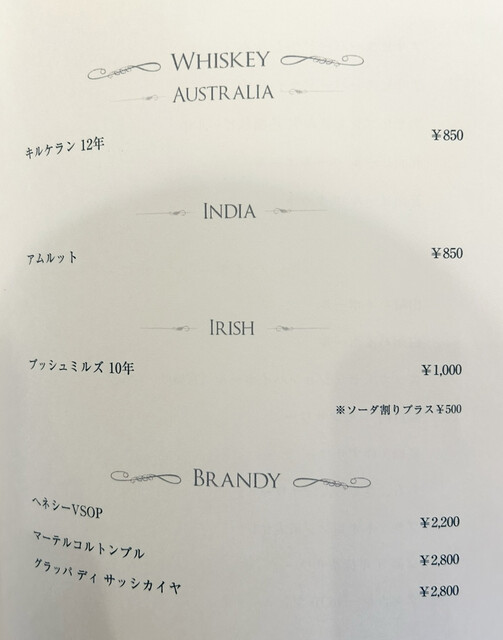 WHISKEY
AUSTRALIA
キルケラン 12年 ¥850
INDIA
アムルット ¥850
IRISH
ブッシュミルズ 10年 ¥1,000
※ソーダ割りプラス¥500
BRANDY
ヘネシーVSOP ¥2,200
マーテルコルトンブル ¥2,800
グラッパ ディ サッシカイヤ ¥2,800